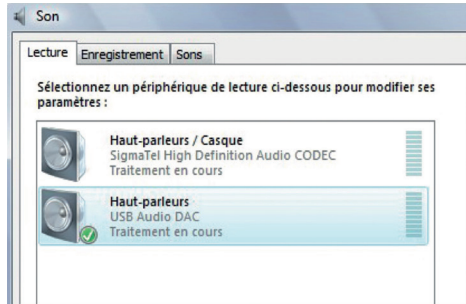 Son
Lecture Enregistrement Sons
Sélectionnez un périphérique de lecture ci-dessous pour modifier ses
paramètres :
Haut-parleurs / Casque
SigmaTel High Definition Audio CODEC
Traitement en cours
Haut-parleurs
USB Audio DAC
Traitement en cours